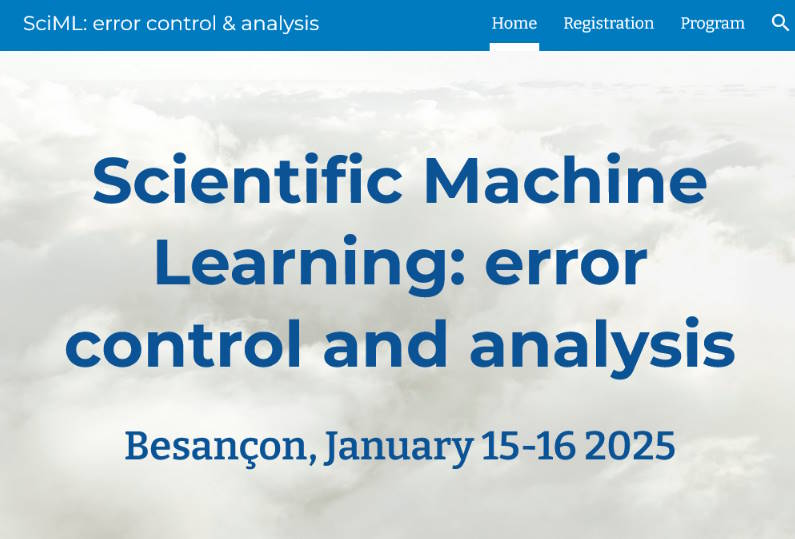 SciML: error control & analysis
Home Registration Program
Scientific Machine
Learning: error
control and analysis
Besançon, January 15-16 2025